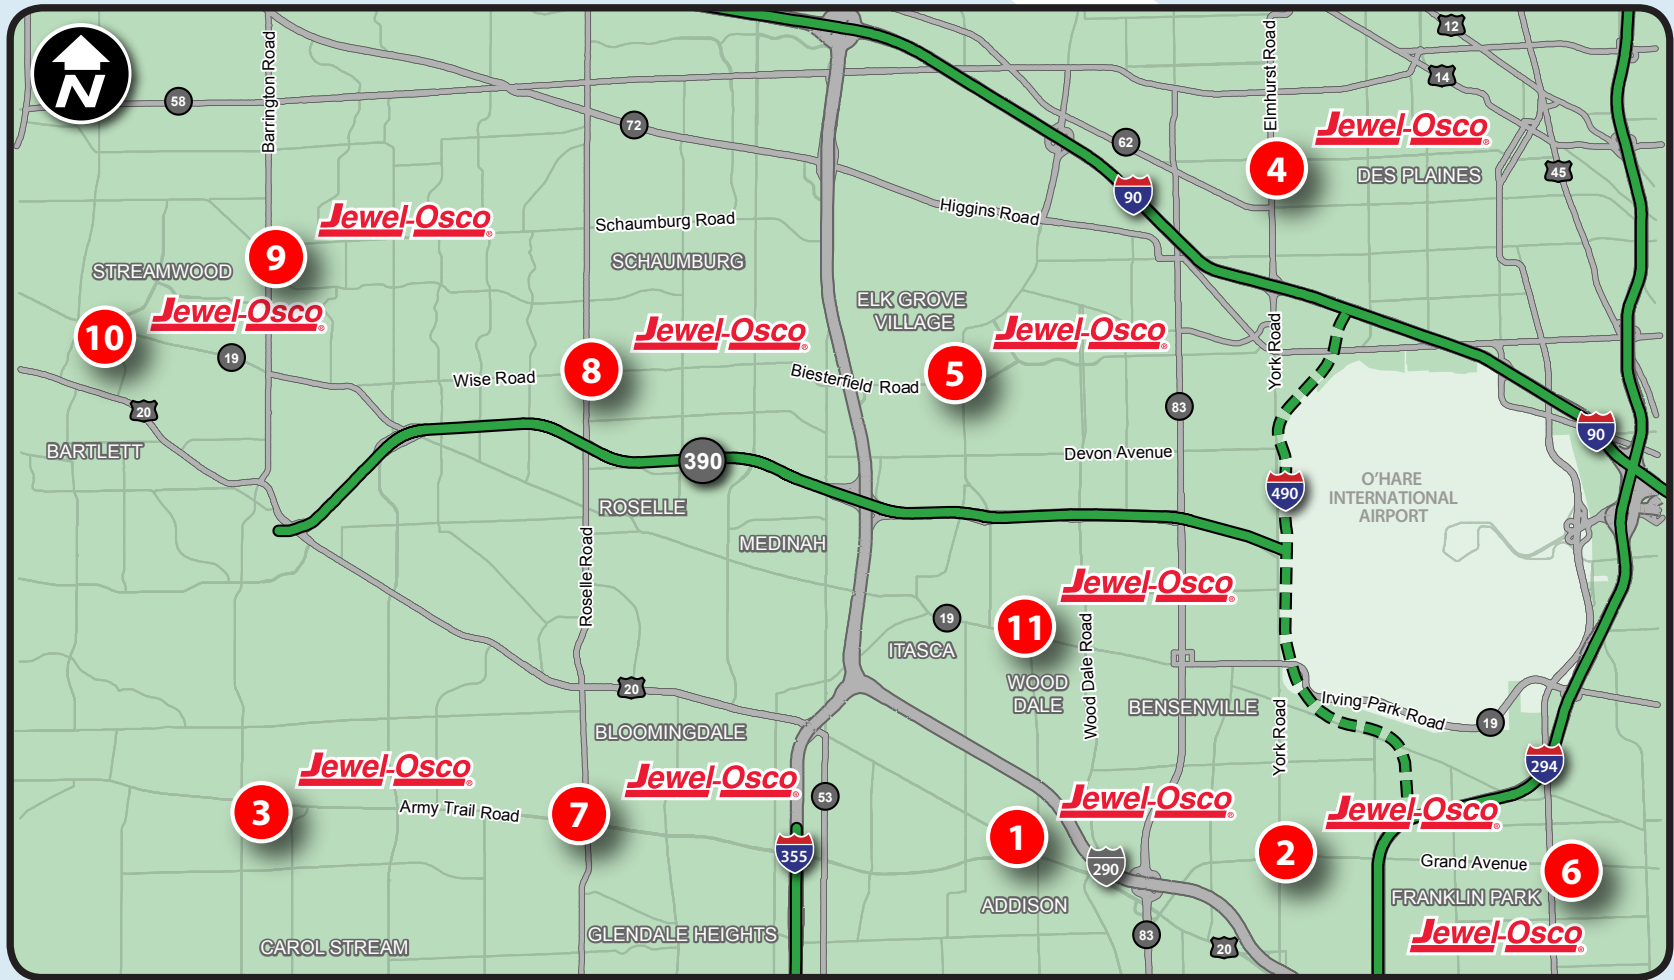 N
12
14
58
Barrington Road
72
62
Elmhurst Road
Jewel-Osco
4
DES PLAINES
45
90
Higgins Road
Jewel-Osco
Schaumburg Road
9
SCHAUMBURG
STREAMWOOD
Jewel-Osco
10
19
ELK GROVE
VILLAGE
Jewel-Osco
Jewel-Osco
York Road
8
Wise Road
Biesterfield Road
5
20
83
90
BARTLETT
390
Devon Avenue
490
O'HARE
INTERNATIONAL
AIRPORT
ROSELLE
MEDINAH
Roselle Road
Jewel-Osco
19
11
ITASCA
Wood Dale Road
WOOD
DALE
20
BENSENVILLE
Irving Park Road
19
BLOOMINGDALE
York Road
294
Jewel-Osco
Jewel-Osco
3
Army Trail Road
7
53
Jewel-Osco
Jewel-Osco
1
355
290
2
Grand Avenue
6
FRANKLIN PARK
ADDISON
Jewel-Osco
GLENDALE HEIGHTS
83
20
CAROL STREAM